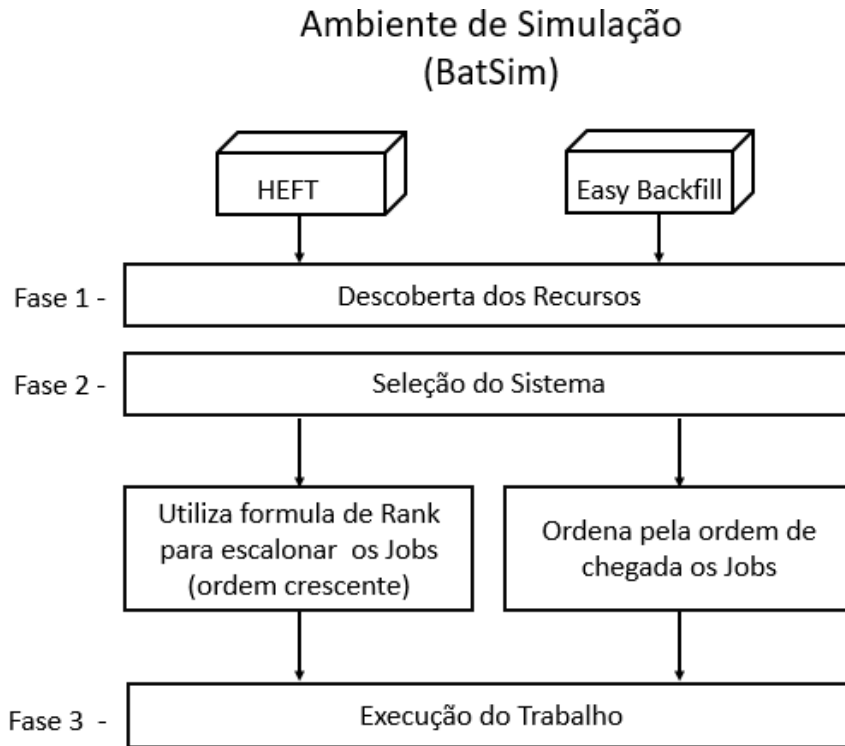 Ambiente de Simulação
(BatSim)
HEFT
Easy Backfill
Fase 1 -
Descoberta dos Recursos
Fase 2 -
Seleção do Sistema
Utiliza formula de Rank
para escalonar os Jobs
(ordem crescente)
Ordena pela ordem de
chegada os Jobs
Fase 3 -
Execução do Trabalho